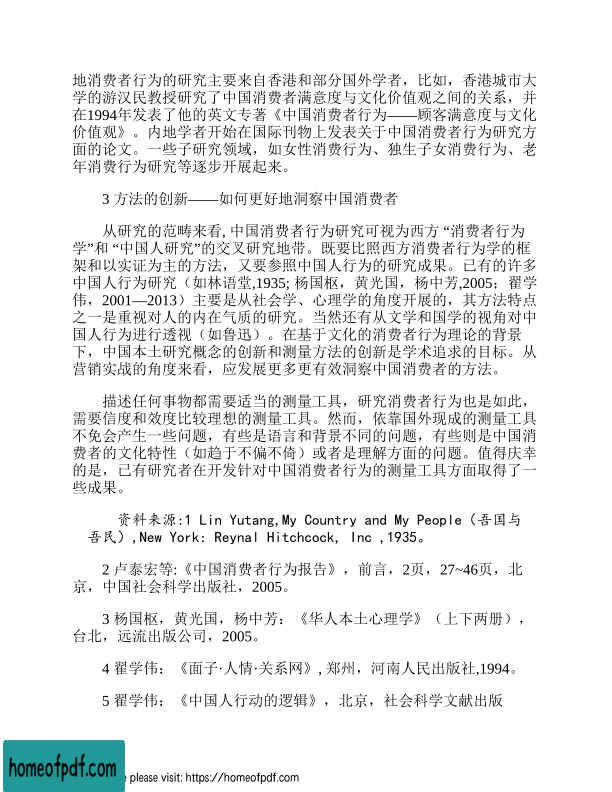 地消费者行为的研究主要来自香港和部分国外学者，比如，香港城市大
学的游汉民教授研究了中国消费者满意度与文化价值观之间的关系，并
在1994年发表了他的英文专著《中国消费者行为——顾客满意度与文化
价值观》。内地学者开始在国际刊物上发表关于中国消费者行为研究方
面的论文。一些子研究领域，如女性消费行为、独生子女消费行为、老
年消费行为研究等逐步开展起来。
3 方法的创新——如何更好地洞察中国消费者
从研究的范畴来看, 中国消费者行为研究可视为西方 “消费者行为
学”和 “中国人研究”的交叉研究地带。既要比照西方消费者行为学的框
架和以实证为主的方法，又要参照中国人行为的研究成果。已有的许多
中国人行为研究（如林语堂,1935; 杨国枢，黄光国，杨中芳,2005；翟学
伟，2001—2013）主要是从社会学、心理学的角度开展的，其方法特点
之一是重视对人的内在气质的研究。当然还有从文学和国学的视角对中
国人行为进行透视（如鲁迅）。在基于文化的消费者行为理论的背景
下，中国本土研究概念的创新和测量方法的创新是学术追求的目标。从
营销实战的角度来看，应发展更多更有效洞察中国消费者的方法。
描述任何事物都需要适当的测量工具，研究消费者行为也是如此，
需要信度和效度比较理想的测量工具。然而，依靠国外现成的测量工具
不免会产生一些问题，有些是语言和背景不同的问题，有些则是中国消
费者的文化特性（如趋于不偏不倚）或者是理解方面的问题。值得庆幸
的是，已有研究者在开发针对中国消费者行为的测量工具方面取得了一
些成果。
资料来源:1 Lin Yutang,My Country and My People（吾国与
吾民）,New York: Reynal Hitchcock, Inc ,1935。
2 卢泰宏等:《中国消费者行为报告》，前言，2页，27~46页，北
京，中国社会科学出版社，2005。
3 杨国枢，黄光国，杨中芳：《华人本土心理学》（上下两册），
台北，远流出版公司，2005。
4 翟学伟：《面子·人情·关系网》, 郑州，河南人民出版社,1994。
5 翟学伟：《中国人行动的逻辑》，北京，社会科学文献出版
homeofpdf.com
please visit: https://homeofpdf.com